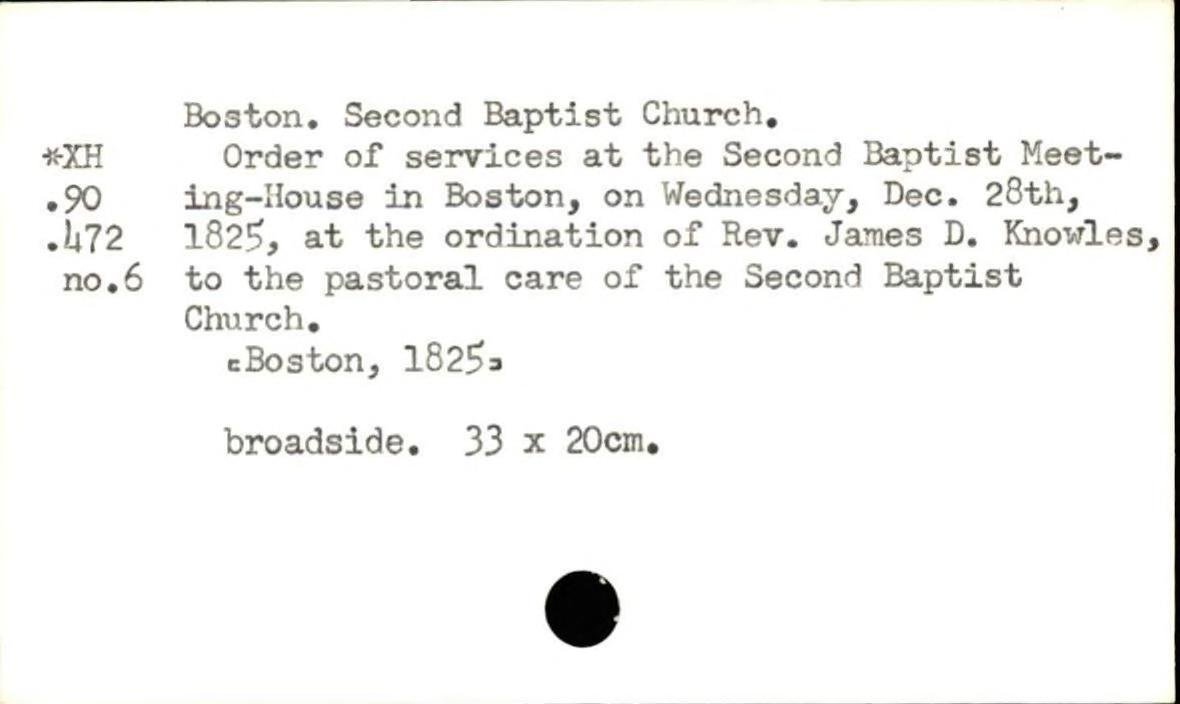 Boston. Second Baptist Church.
*XH Order of services at the Second Baptist Meet-
.90 ing-House in Boston, on Wednesday, Dec. 28th,
.472 1825, at the ordination of Rev. James D. Knowles,
no.6 to the pastoral care of the Second Baptist
Church.
[Boston, 1825]
broadside. 33 x 20cm.